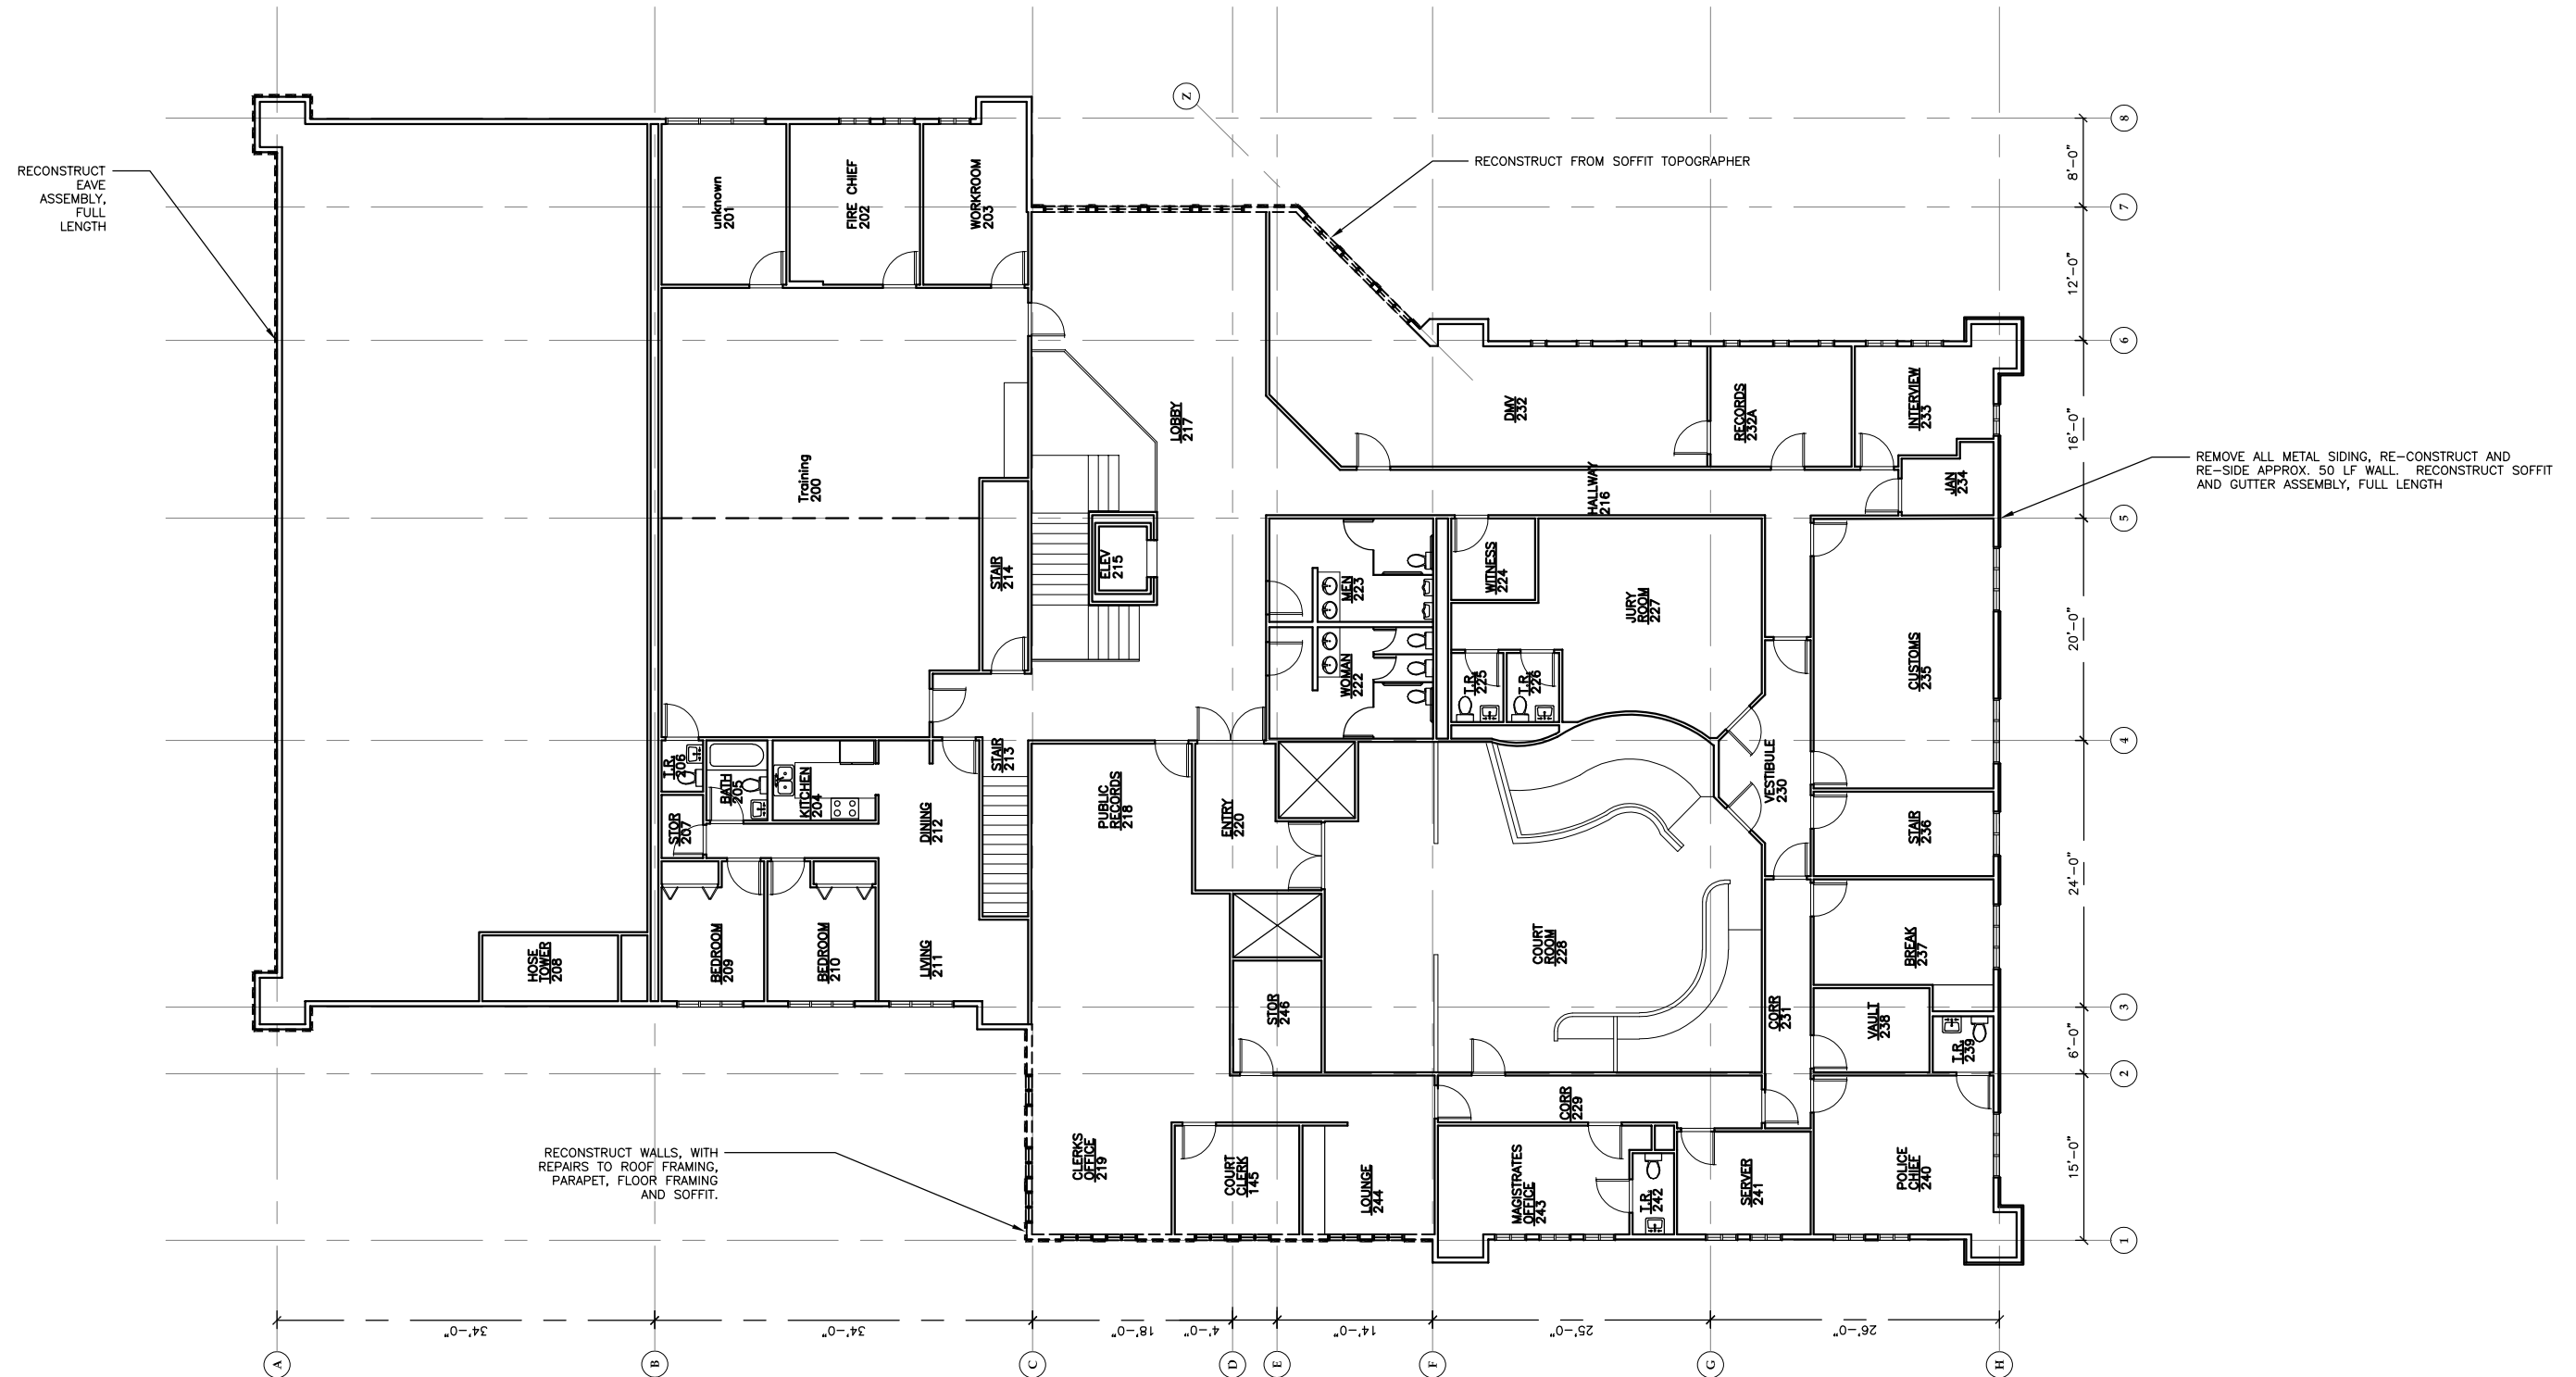 RECONSTRUCT
EAVE
ASSEMBLY,
FULL
LENGTH
Z
RECONSTRUCT FROM SOFFIT TOPOGRAPHER
unknown
201
FIRE CHIEF
202
WORKROOM
203
8
8'-0"
7
12'-0"
6
16'-0"
5
20'-0"
4
24'-0"
3
6'-0"
2
15'-0"
1
LOBBY
217
DMV
232
RECORDS
232A
INTERVIEW
233
REMOVE ALL METAL SIDING, RE-CONSTRUCT AND
RE-SIDE APPROX. 50 LF WALL. RECONSTRUCT SOFFIT
AND GUTTER ASSEMBLY, FULL LENGTH
Training
200
HALLWAY
216
JAN
234
STAIR
214
ELEV
215
MEN
223
WITNESS
224
JURY
ROOM
227
WOMAN
222
T.R.
225
T.R.
226
CUSTOMS
235
T.R.
206
BATH
205
KITCHEN
204
STOR
207
DINING
212
STAIR
213
PUBLIC
RECORDS
218
ENTRY
220
VESTIBULE
230
STAIR
236
HOSE
TOWER
208
BEDROOM
209
BEDROOM
210
LIVING
211
STOR
246
COURT
ROOM
228
CORR
231
BREAK
237
VAULT
238
T.R.
239
RECONSTRUCT WALLS, WITH
REPAIRS TO ROOF FRAMING,
PARAPET, FLOOR FRAMING
AND SOFFIT.
CLERKS
OFFICE
219
COURT
CLERK
145
LOUNGE
244
CORR
229
MAGISTRATES
OFFICE
243
T.R.
242
SERVER
241
POLICE
CHIEF
240
34'-0"
34'-0"
18'-0"
4'-0"
14'-0"
25'-0"
26'-0"
A
B
C
D
E
F
G
H